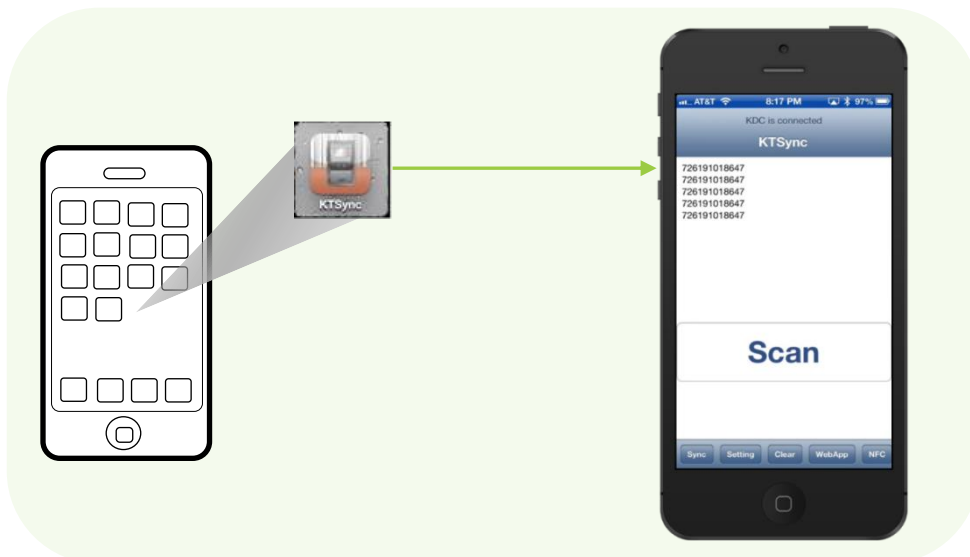 KTSync
AT&T 8:17 PM 97%
KDC is connected
KTSync
726191018647
726191018647
726191018647
726191018647
726191018647
Scan
Sync Setting Clear WebApp NFC